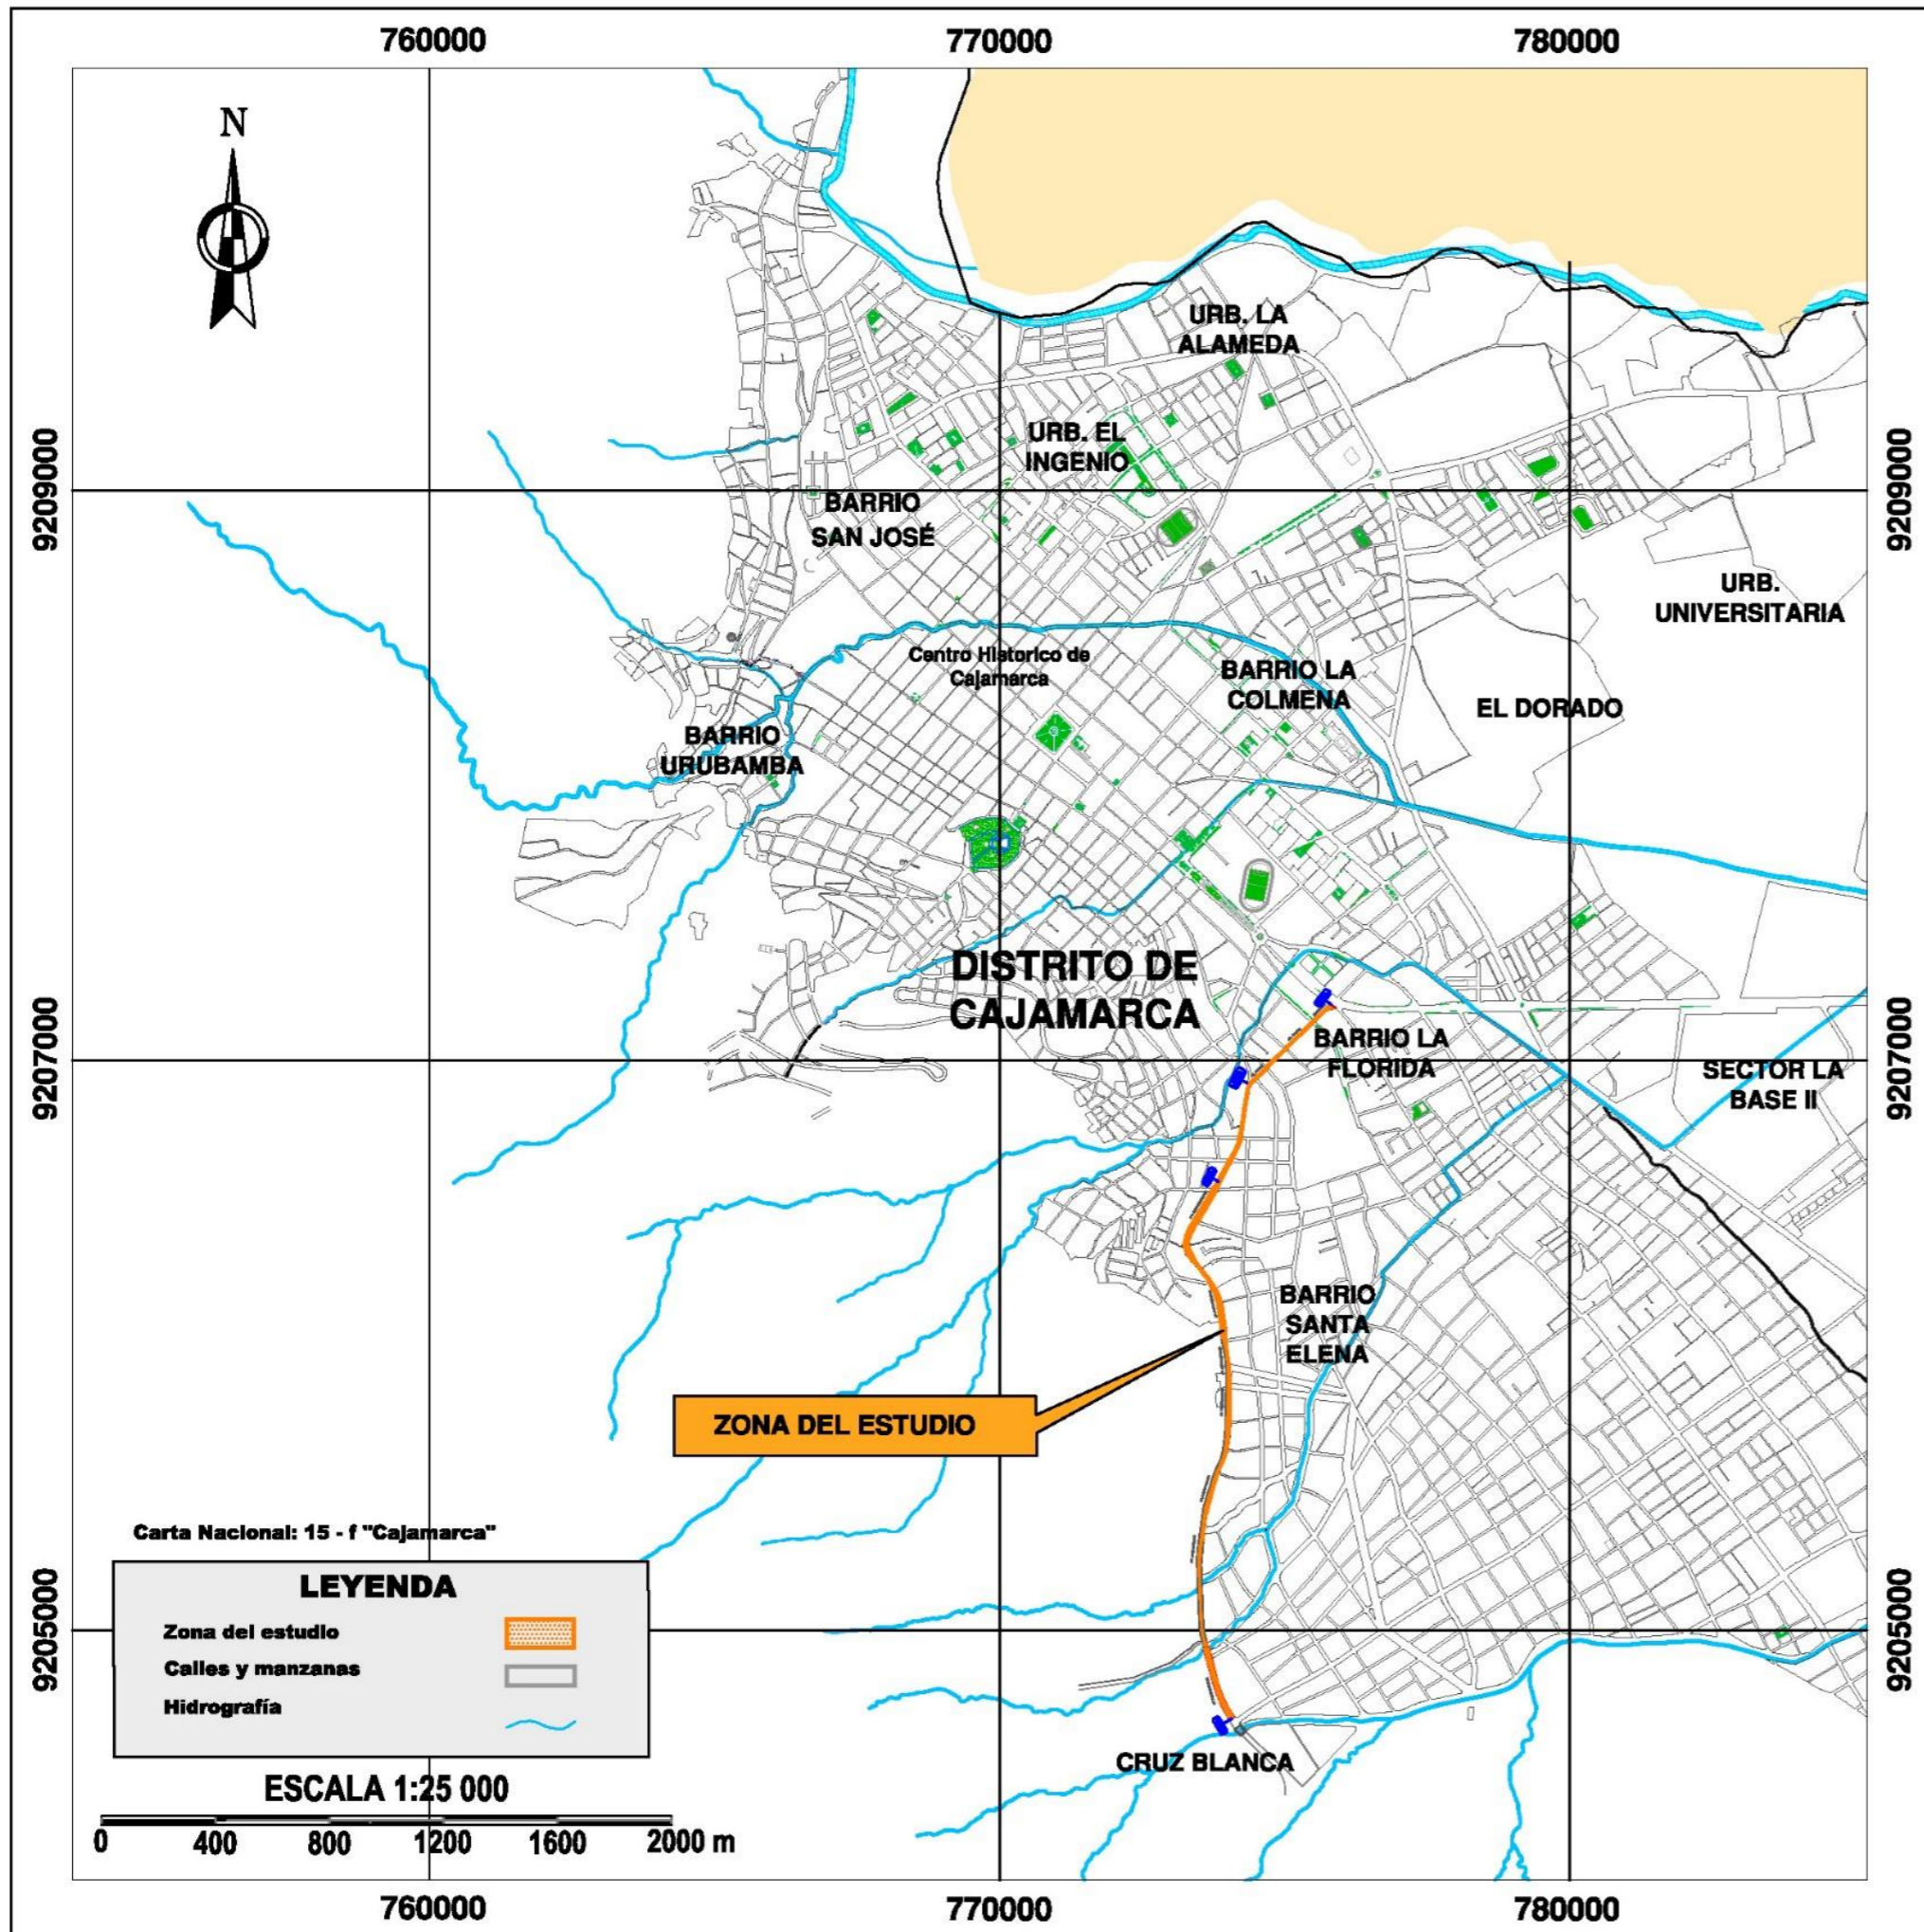 760000
770000
780000
N
URB. LA
ALAMEDA
URB. EL
INGENIO
9209000
9209000
BARRIO
SAN JOSÉ
URB.
UNIVERSITARIA
Centro Historico de
Cajamarca
BARRIO LA
COLMENA
EL DORADO
BARRIO
URUBAMBA
DISTRITO DE
CAJAMARCA
9207000
9207000
BARRIO LA
FLORIDA
SECTOR LA
BASE II
BARRIO
SANTA
ELENA
ZONA DEL ESTUDIO
Carta Nacional: 15 - f "Cajamarca"
LEYENDA
Zona del estudio
Calles y manzanas
Hidrografía
9205000
9205000
CRUZ BLANCA
ESCALA 1:25 000
0 400 800 1200 1600 2000 m
760000
770000
780000